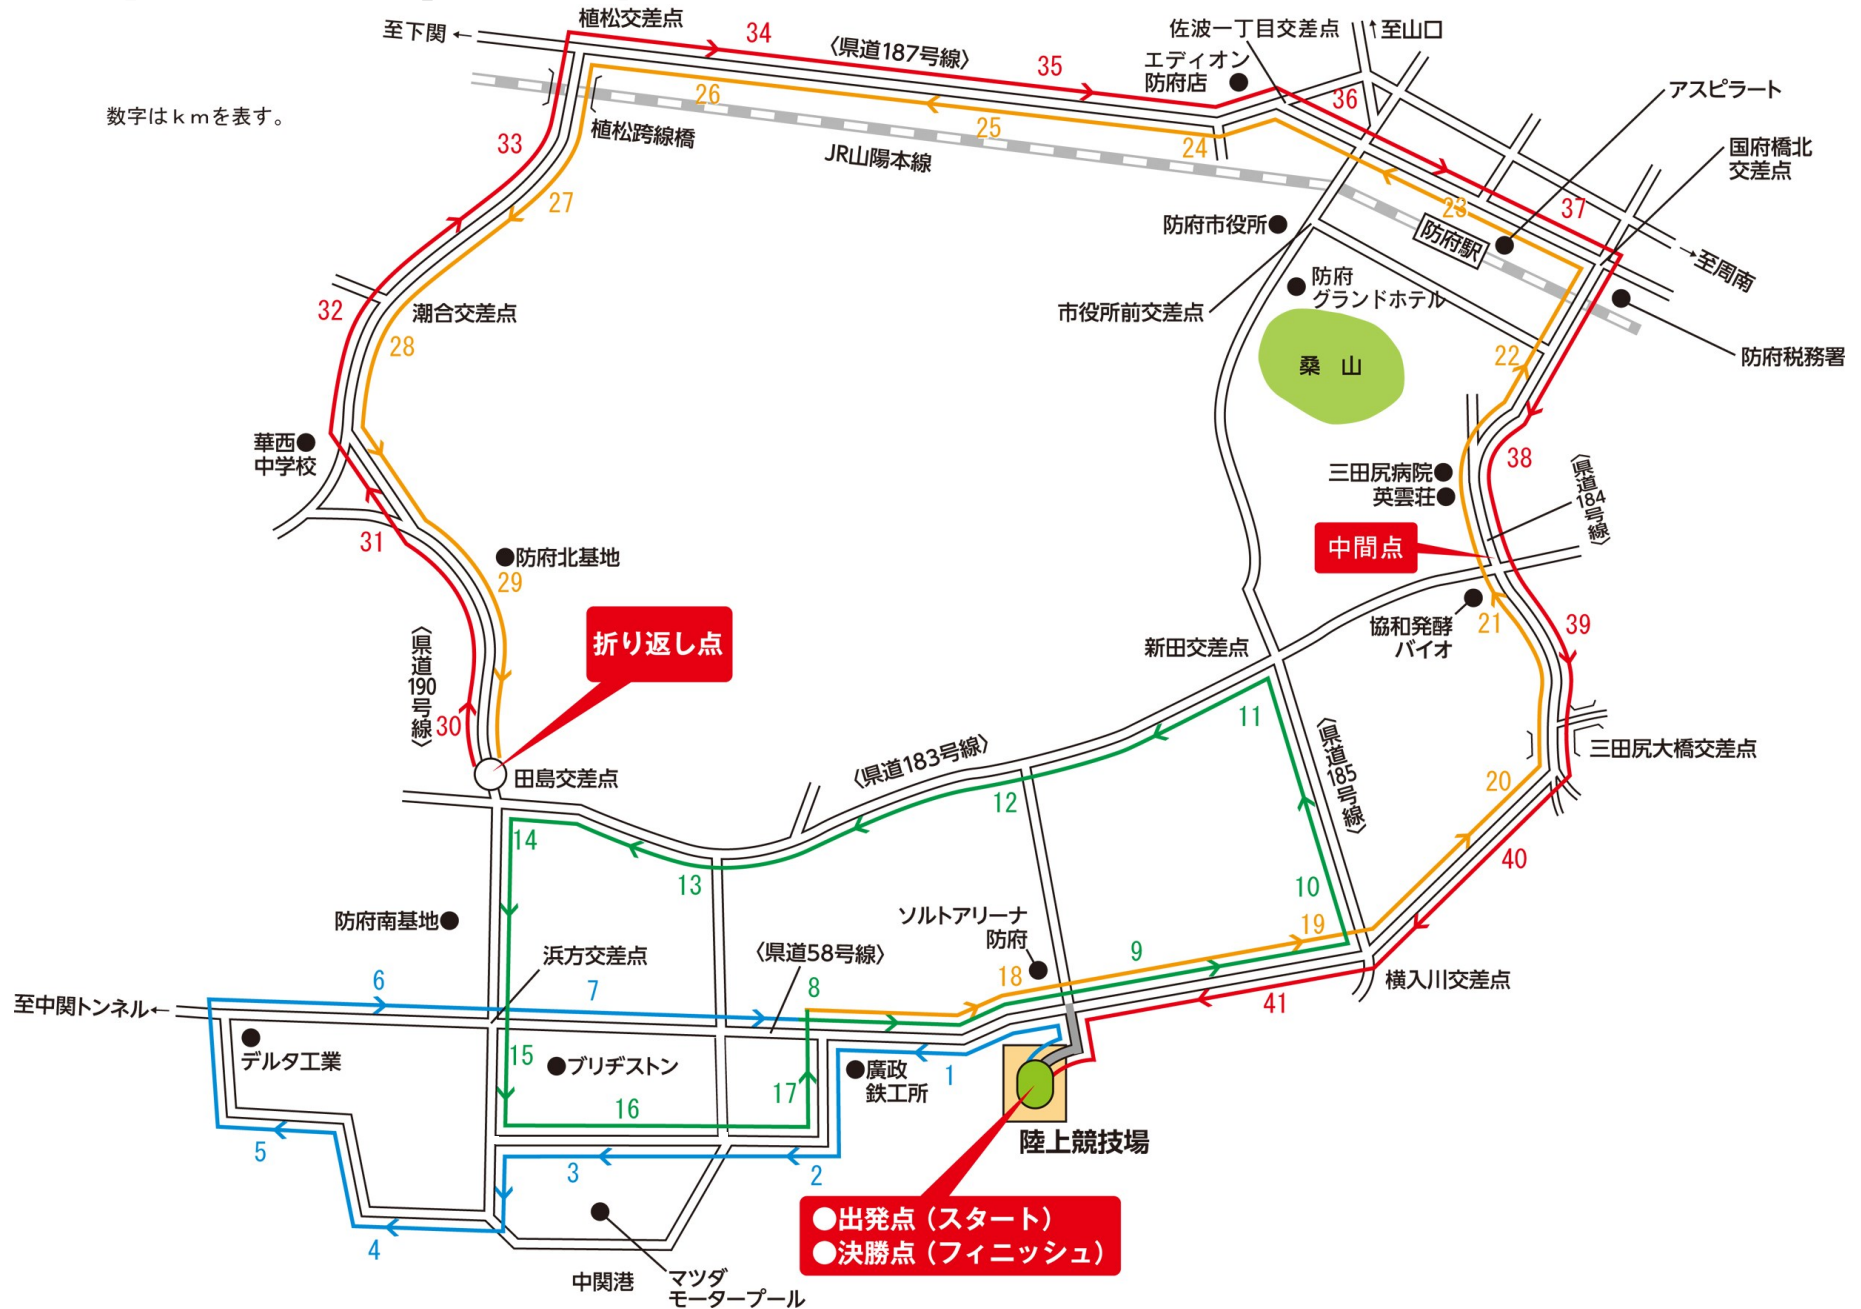 植松交差点
至下関←
34
〈県道187号線〉
35
佐波一丁目交差点
↑至山口
エディオン
防府店
36
アスピラート
数字はkmを表す。
26
25
24
植松跨線橋
JR山陽本線
国府橋北
交差点
33
27
23
37
防府市役所
防府駅
→至周南
防府
グランドホテル
市役所前交差点
32
潮合交差点
28
桑 山
22
防府税務署
華西
中学校
三田尻病院
英雲荘
38
〈県道184号線〉
31
防府北基地
29
中間点
協和発酵
バイオ
21
39
折り返し点
新田交差点
〈県道190号線〉
30
田島交差点
11
〈県道185号線〉
三田尻大橋交差点
〈県道183号線〉
12
20
14
13
10
40
防府南基地
ソルトアリーナ
防府
19
浜方交差点
〈県道58号線〉
9
18
横入川交差点
6
7
8
至中関トンネル←
41
デルタ工業
15
ブリヂストン
17
廣政
鉄工所
1
16
陸上競技場
5
3
2
4
●出発点（スタート）
●決勝点（フィニッシュ）
中関港
マツダ
モータープール